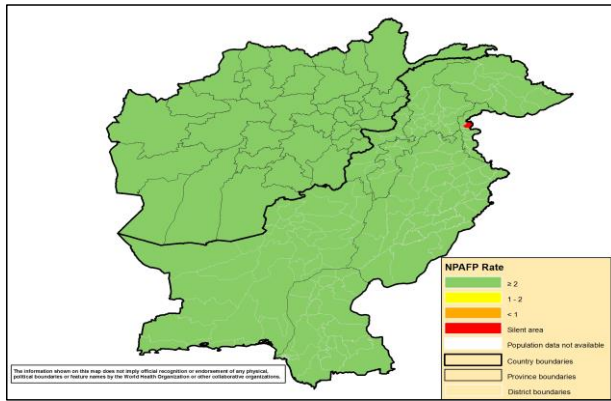 NPAFP Rate
≥ 2
1 - 2
< 1
Silent area
Population data not available
Country boundaries
Province boundaries
District boundaries
The information shown on this map does not imply official recognition or endorsement of any physical,
political boundaries or feature names by the World Health Organization or other collaborative organizations.